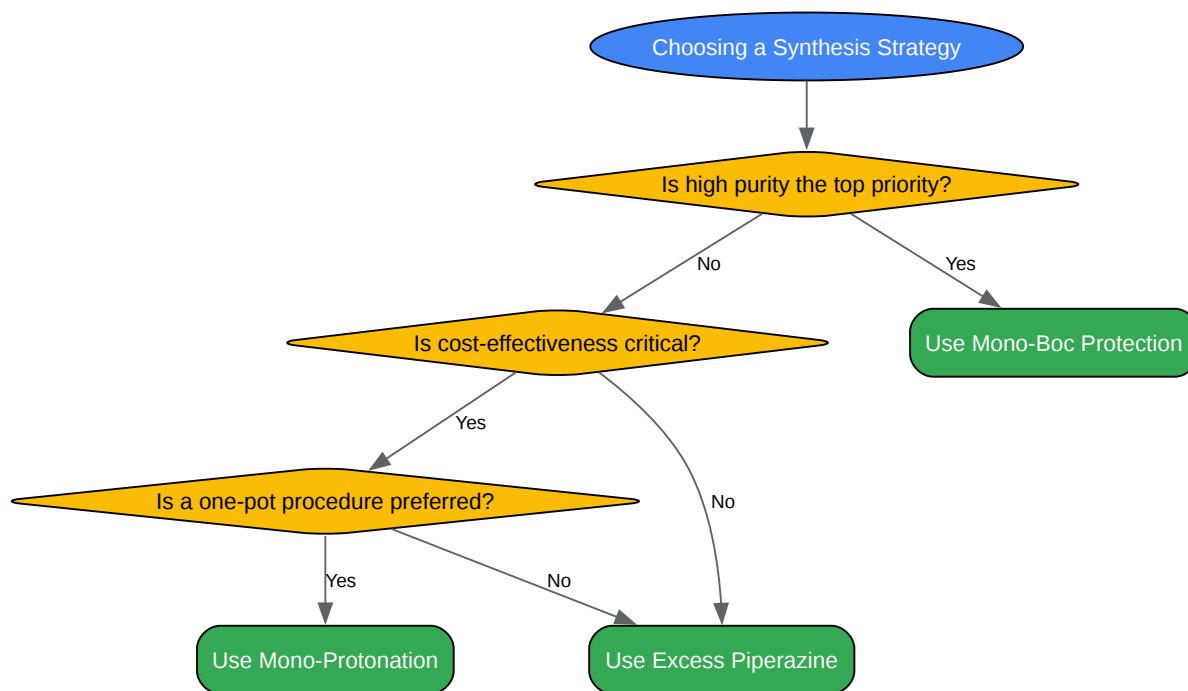 Choosing a Synthesis Strategy
Is high purity the top priority?
No
Yes
Is cost-effectiveness critical?
Use Mono-Boc Protection
Yes
Is a one-pot procedure preferred?
No
Yes
No
Use Mono-Protonation
Use Excess Piperazine